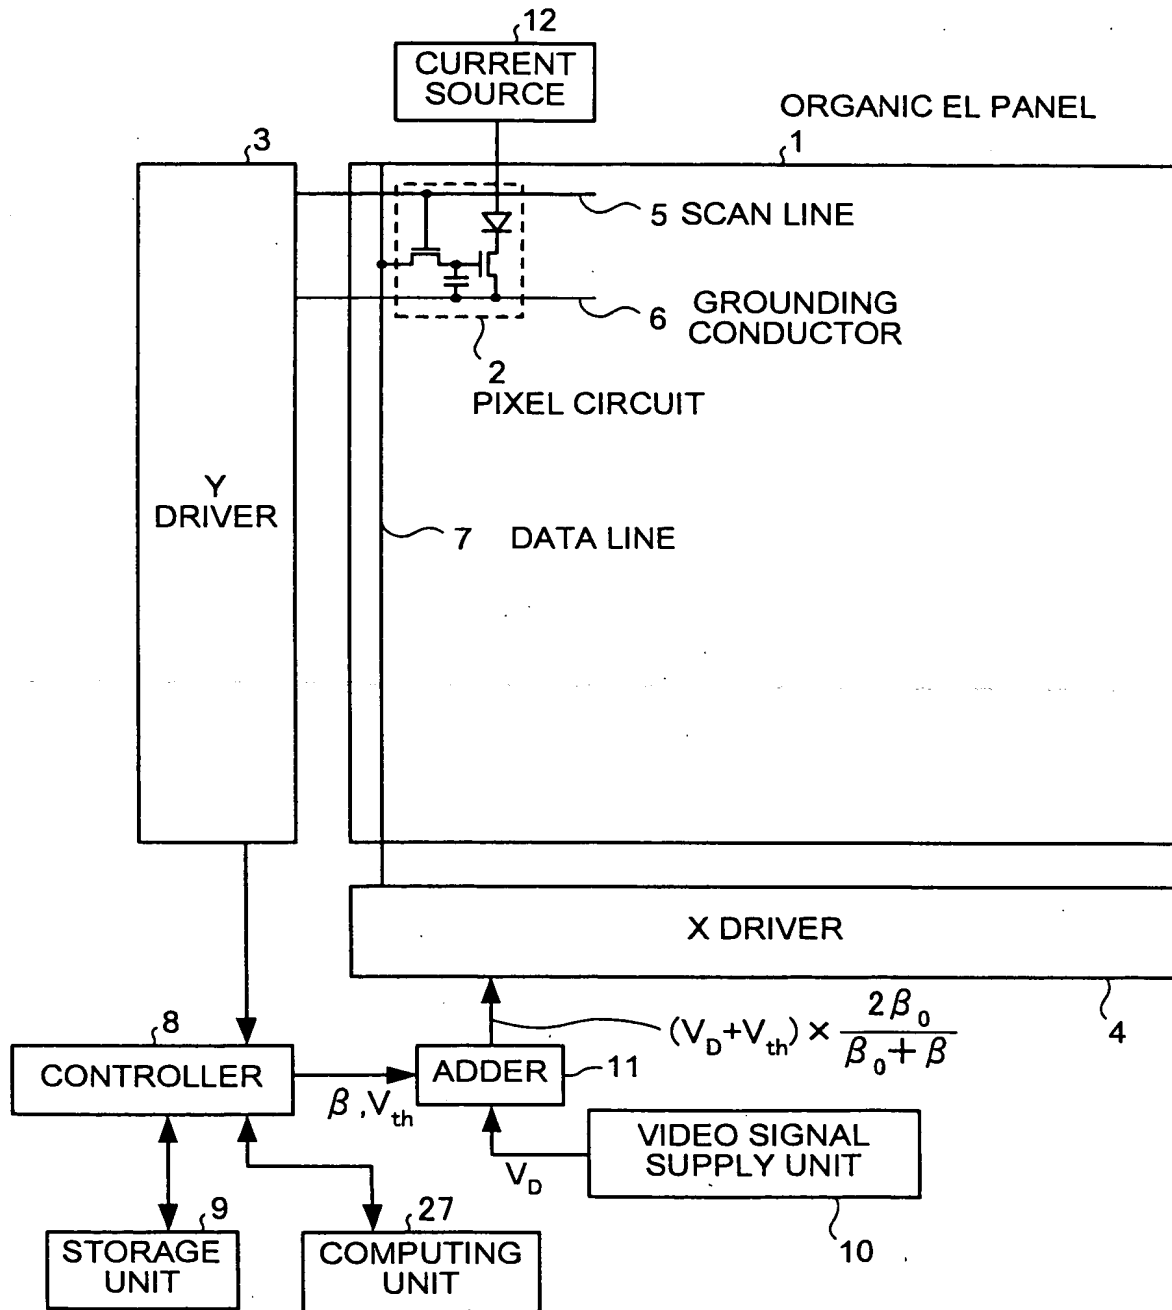 12
CURRENT
SOURCE
ORGANIC EL PANEL
3
1
5 SCAN LINE
6 GROUNDING
CONDUCTOR
2
PIXEL CIRCUIT
Y
DRIVER
7 DATA LINE
X DRIVER
(V_D+V_th) × 2β_0 / β_0 + β
4
8
CONTROLLER
ADDER
11
β, V_th
VIDEO SIGNAL
SUPPLY UNIT
V_D
10
9
27
STORAGE
UNIT
COMPUTING
UNIT